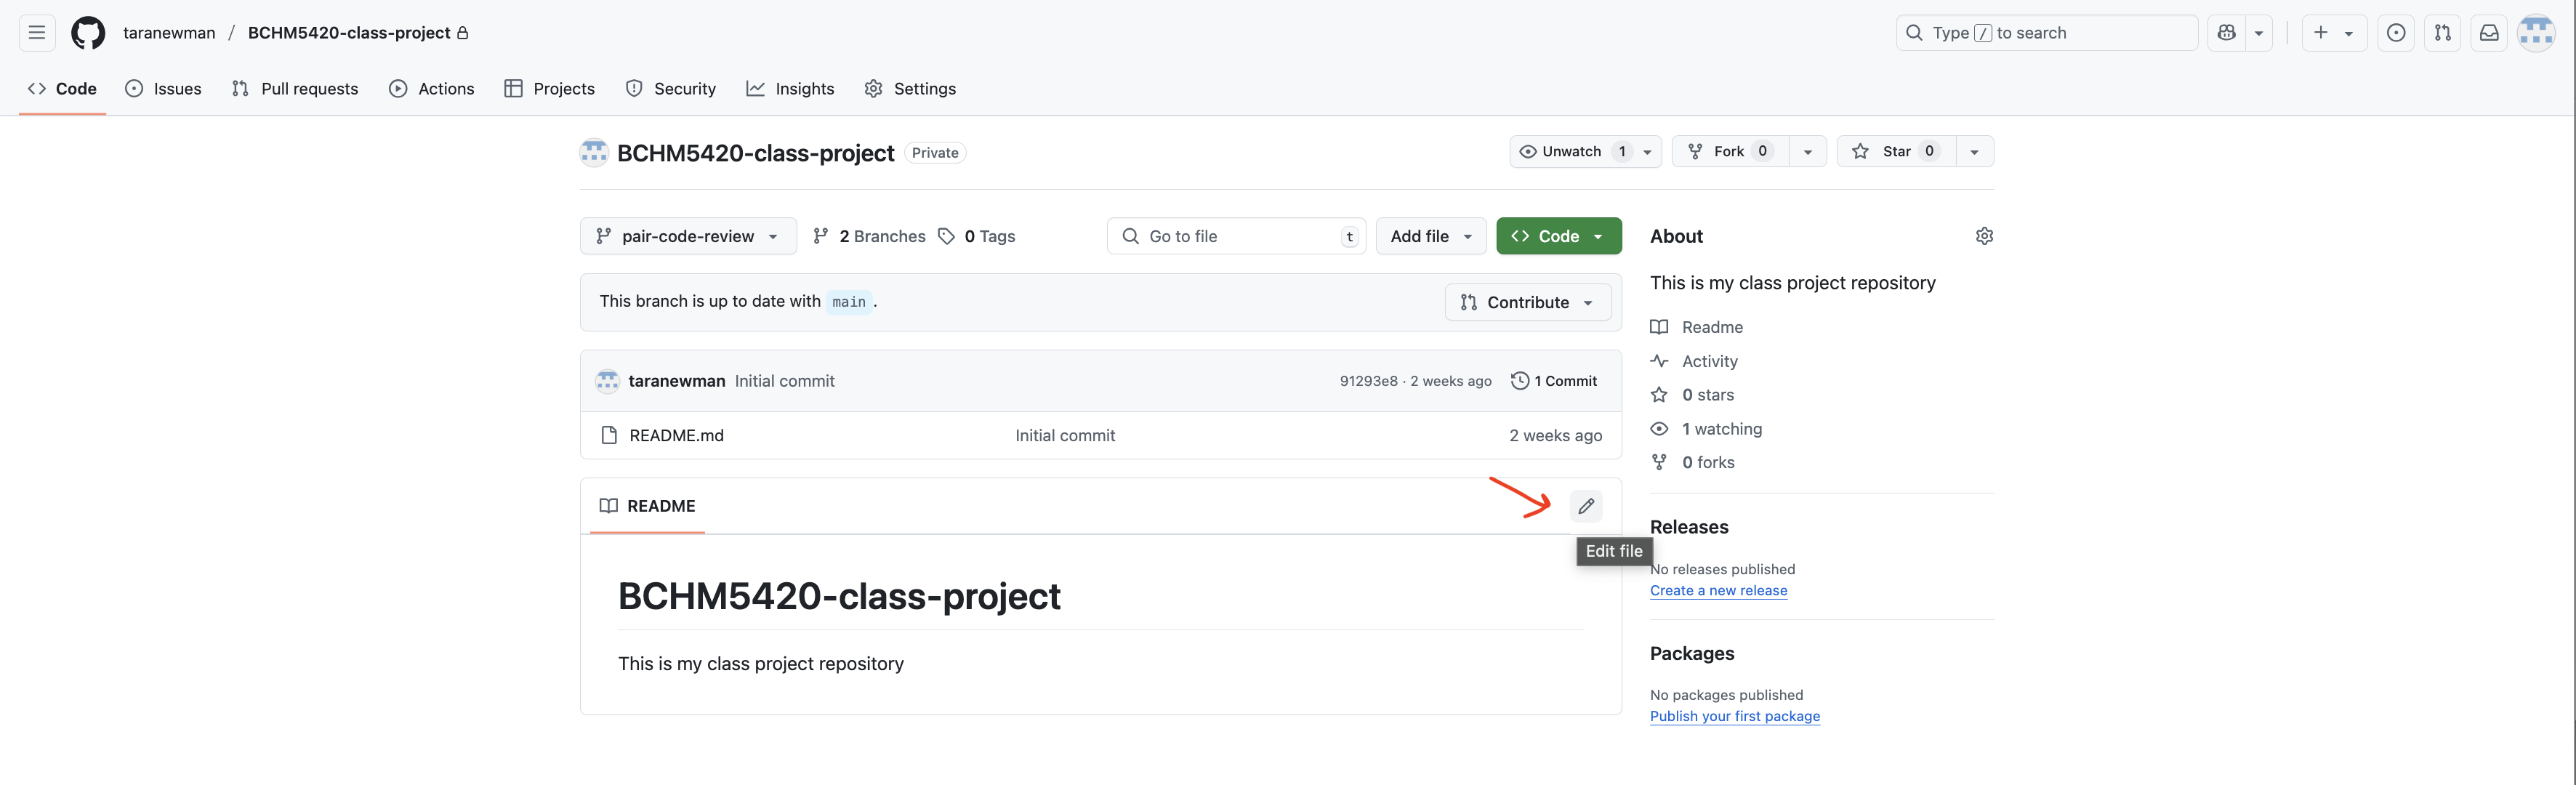 taranewman / BCHM5420-class-project
Type / to search
Code Issues Pull requests Actions Projects Security Insights Settings
BCHM5420-class-project Private
Unwatch 1 Fork 0 Star 0
pair-code-review 2 Branches 0 Tags
Go to file t Add file Code
This branch is up to date with main.
Contribute
taranewman Initial commit 91293e8 · 2 weeks ago 1 Commit
README.md Initial commit 2 weeks ago
README
Edit file
BCHM5420-class-project
This is my class project repository
About
This is my class project repository
Readme
Activity
0 stars
1 watching
0 forks
Releases
No releases published
Create a new release
Packages
No packages published
Publish your first package